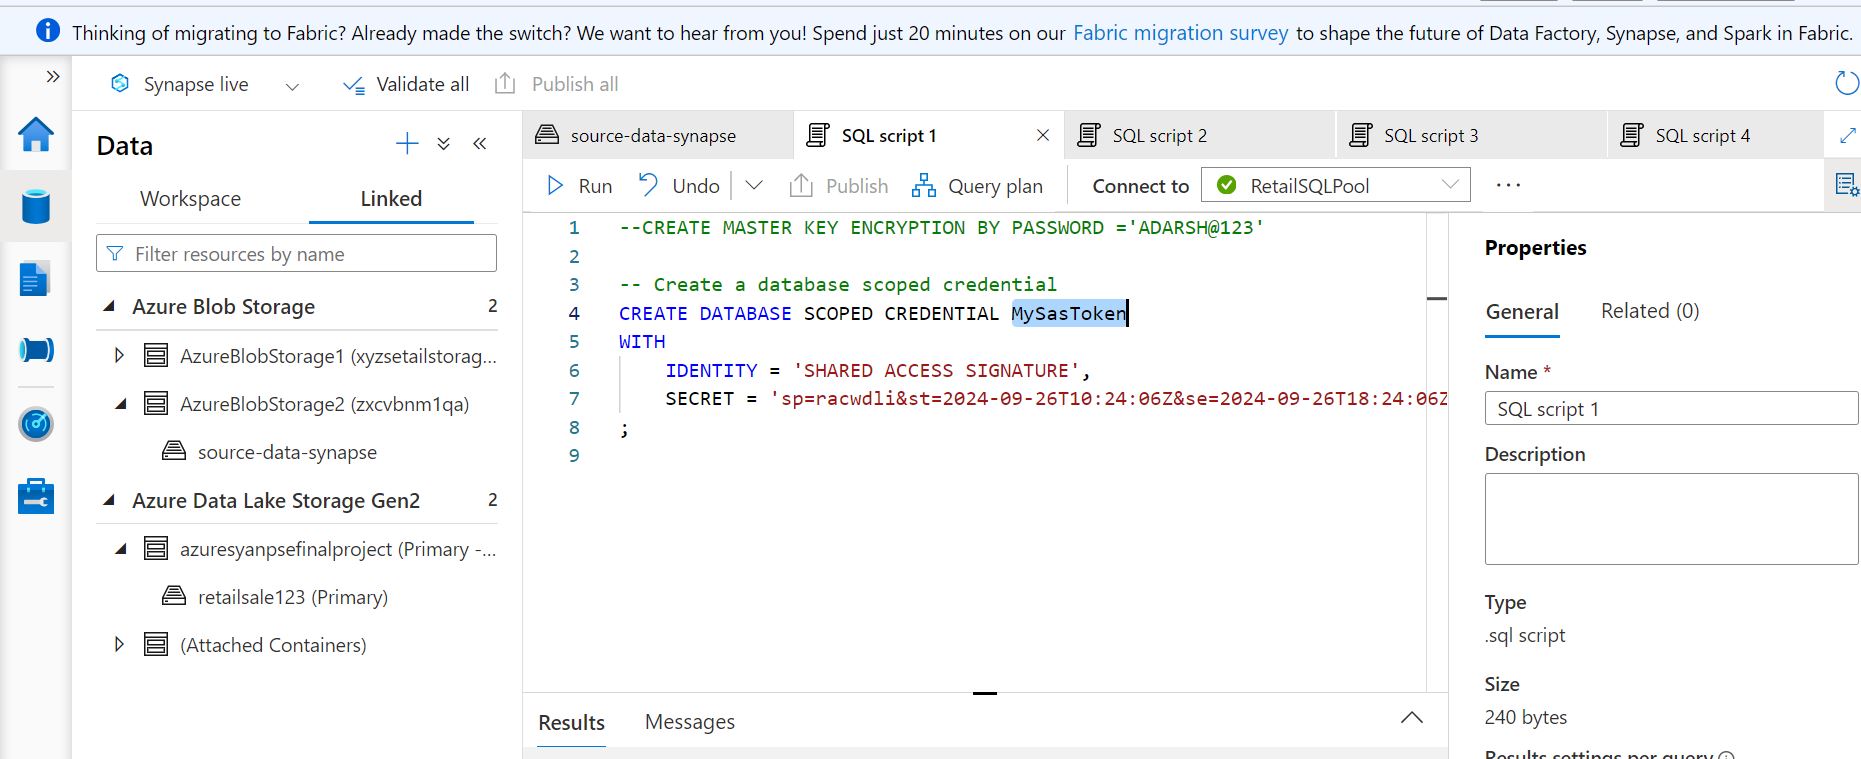 Thinking of migrating to Fabric? Already made the switch? We want to hear from you! Spend just 20 minutes on our Fabric migration survey to shape the future of Data Factory, Synapse, and Spark in Fabric.
Synapse live
Validate all
Publish all
Data
Workspace
Linked
Filter resources by name
Azure Blob Storage 2
AzureBlobStorage1 (xyzsetailstorag...
AzureBlobStorage2 (zxcvbnm1qa)
source-data-synapse
Azure Data Lake Storage Gen2 2
azuresyanpsefinalproject (Primary -...
retailsale123 (Primary)
(Attached Containers)
source-data-synapse
SQL script 1
SQL script 2
SQL script 3
SQL script 4
Run
Undo
Publish
Query plan
Connect to
RetailSQLPool
1 --CREATE MASTER KEY ENCRYPTION BY PASSWORD ='ADARSH@123'
2
3 -- Create a database scoped credential
4 CREATE DATABASE SCOPED CREDENTIAL MySasToken
5 WITH
6 IDENTITY = 'SHARED ACCESS SIGNATURE',
7 SECRET = 'sp=racwdli&st=2024-09-26T10:24:06Z&se=2024-09-26T18:24:06Z
8 ;
9
Results
Messages
Properties
General
Related (0)
Name *
SQL script 1
Description
Type
.sql script
Size
240 bytes
Results settings per query